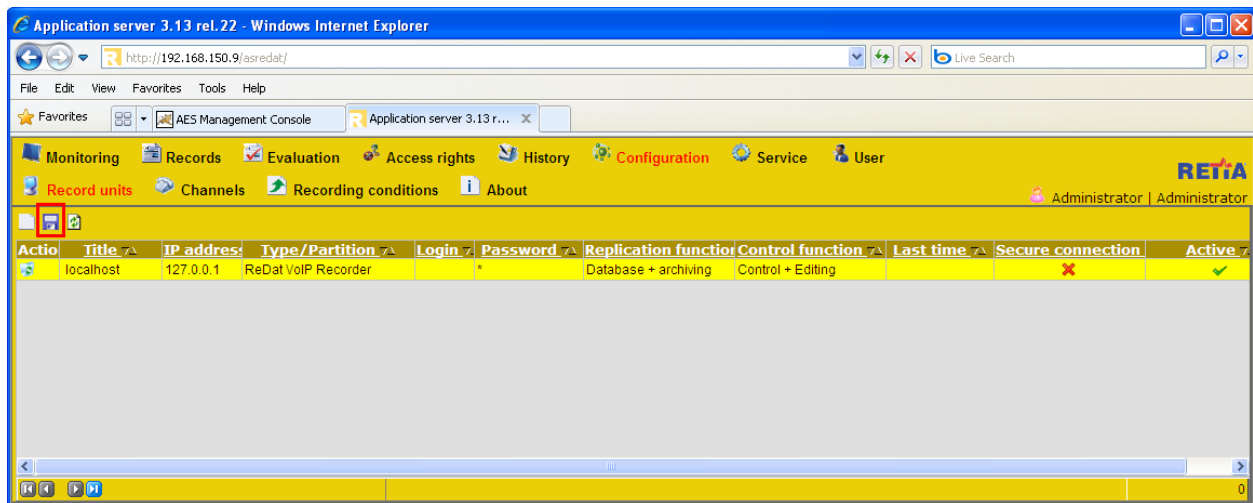 Application server 3.13 rel.22 - Windows Internet Explorer
http://192.168.150.9/asredat/ Live Search
File Edit View Favorites Tools Help
Favorites AES Management Console Application server 3.13 r... X
Monitoring Records Evaluation Access rights History Configuration Service User
RETIA
Record units Channels Recording conditions i About
Administrator | Administrator
Actio Title IP address Type/Partition Login Password Replication function Control function Last time Secure connection Active
localhost 127.0.0.1 ReDat VoIP Recorder * Database + archiving Control + Editing
0